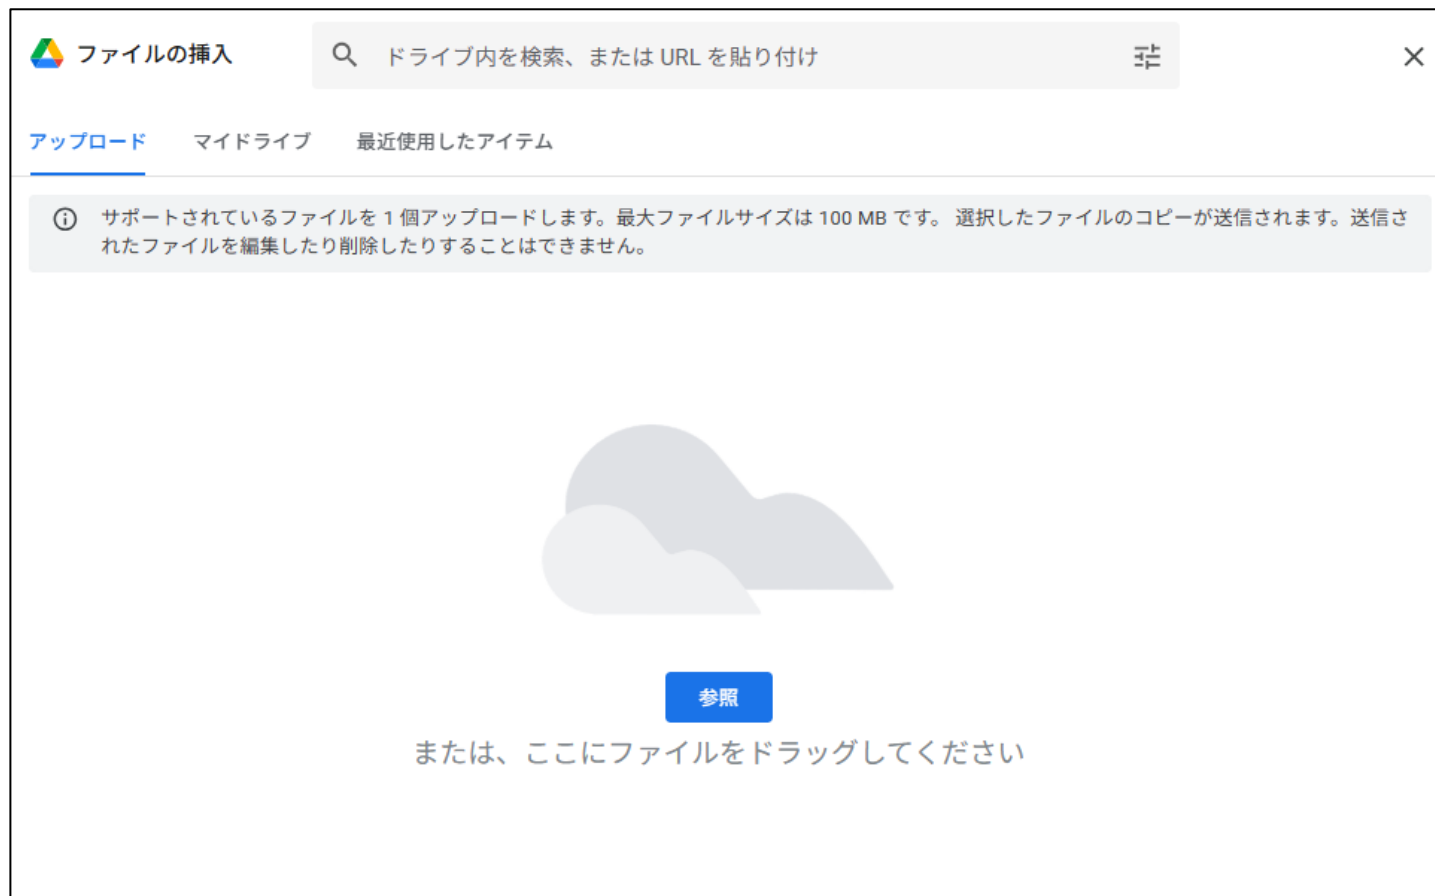 ファイルの挿入
ドライブ内を検索、または URL を貼り付け
アップロード マイドライブ 最近使用したアイテム
サポートされているファイルを 1 個アップロードします。最大ファイルサイズは 100 MB です。 選択したファイルのコピーが送信されます。送信さ
れたファイルを編集したり削除したりすることはできません。
参照
または、ここにファイルをドラッグしてください